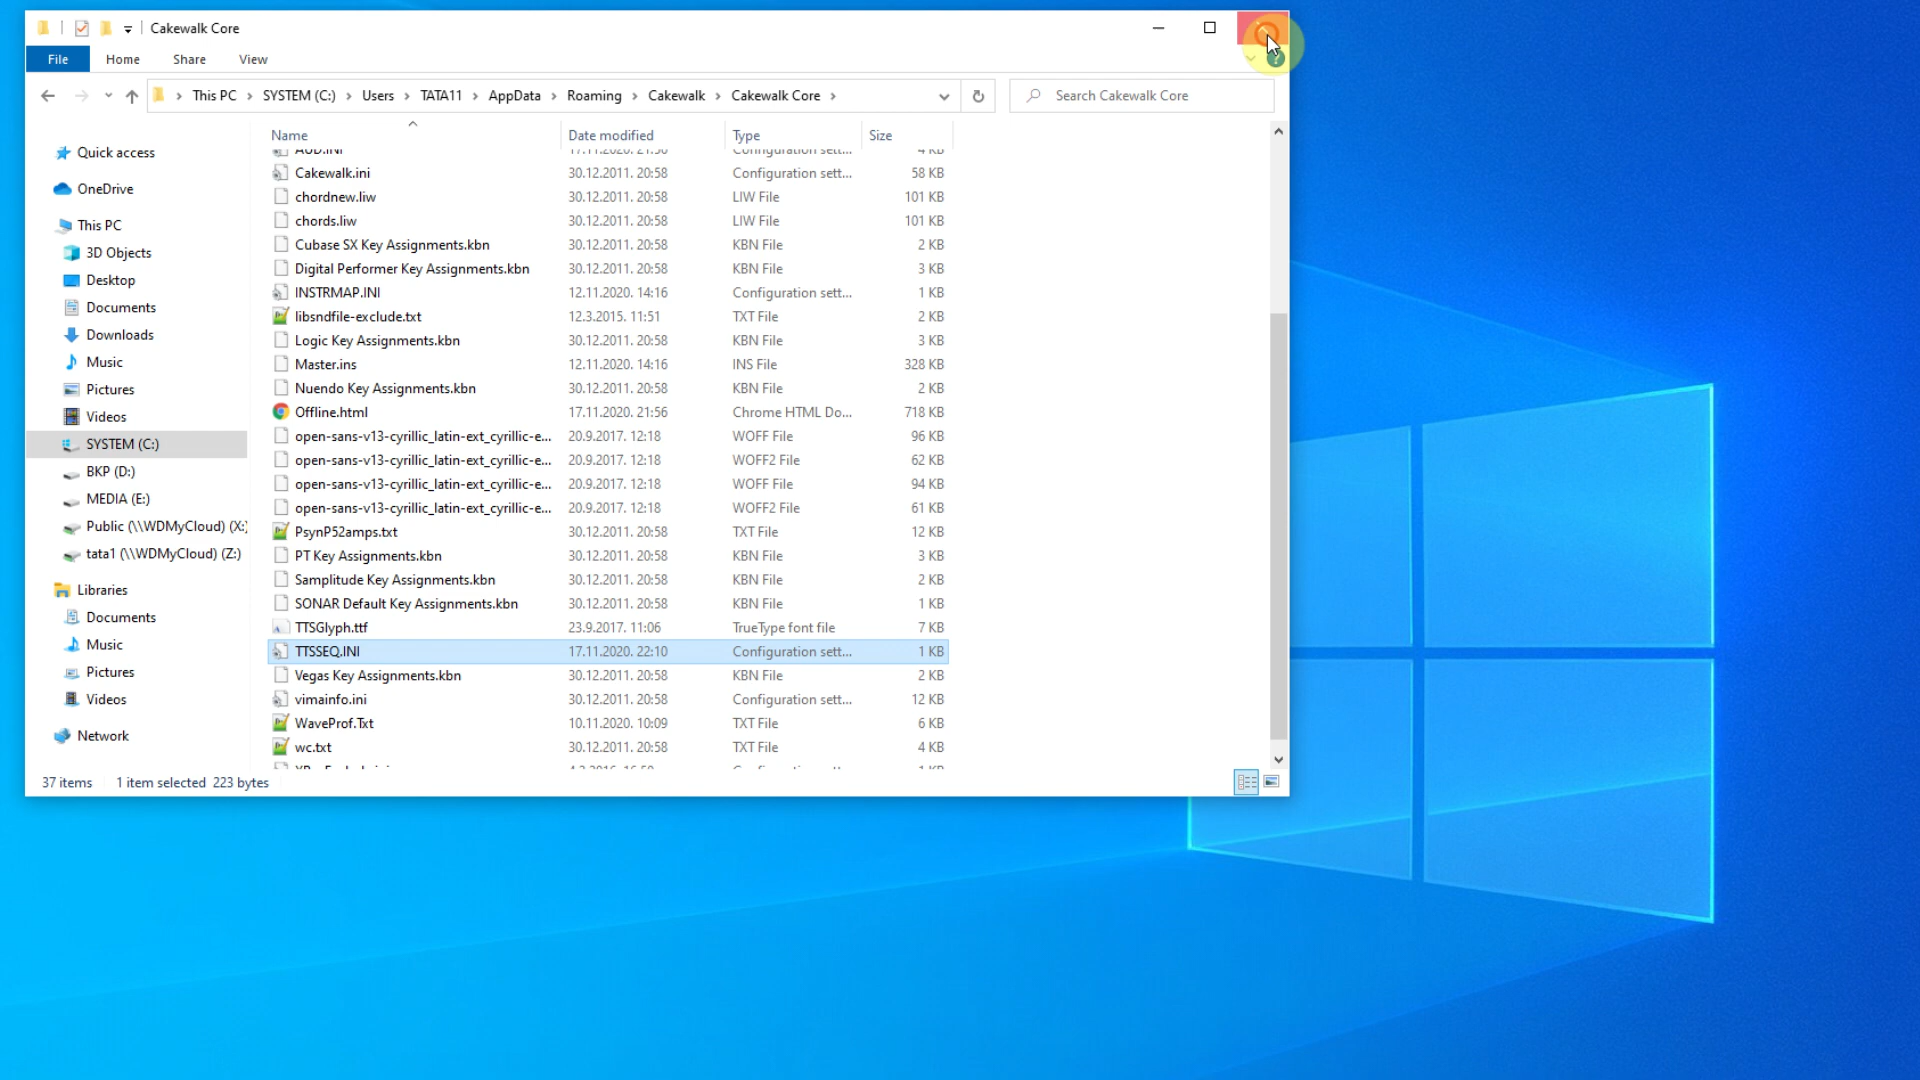 Cakewalk Core
File Home Share View
This PC SYSTEM (C:) Users TATA11 AppData Roaming Cakewalk Cakewalk Core
Search Cakewalk Core
Name Date modified Type Size
Quick access
OneDrive
This PC
3D Objects
Desktop
Documents
Downloads
Music
Pictures
Videos
SYSTEM (C:)
BKP (D:)
MEDIA (E:)
Public (\\WDMyCloud) (X:)
tata1 (\\WDMyCloud) (Z:)
Libraries
Documents
Music
Pictures
Videos
Network
Cakewalk.ini 30.12.2011. 20:58 Configuration sett... 58 KB
chordnew.liw 30.12.2011. 20:58 LIW File 101 KB
chords.liw 30.12.2011. 20:58 LIW File 101 KB
Cubase SX Key Assignments.kbn 30.12.2011. 20:58 KBN File 2 KB
Digital Performer Key Assignments.kbn 30.12.2011. 20:58 KBN File 3 KB
INSTRMAP.INI 12.11.2020. 14:16 Configuration sett... 1 KB
libsndfile-exclude.txt 12.3.2015. 11:51 TXT File 2 KB
Logic Key Assignments.kbn 30.12.2011. 20:58 KBN File 3 KB
Master.ins 12.11.2020. 14:16 INS File 328 KB
Nuendo Key Assignments.kbn 30.12.2011. 20:58 KBN File 2 KB
Offline.html 17.11.2020. 21:56 Chrome HTML Do... 718 KB
open-sans-v13-cyrillic_latin-ext_cyrillic-e... 20.9.2017. 12:18 WOFF File 96 KB
open-sans-v13-cyrillic_latin-ext_cyrillic-e... 20.9.2017. 12:18 WOFF2 File 62 KB
open-sans-v13-cyrillic_latin-ext_cyrillic-e... 20.9.2017. 12:18 WOFF File 94 KB
open-sans-v13-cyrillic_latin-ext_cyrillic-e... 20.9.2017. 12:18 WOFF2 File 61 KB
PsynP52amps.txt 30.12.2011. 20:58 TXT File 12 KB
PT Key Assignments.kbn 30.12.2011. 20:58 KBN File 3 KB
Samplitude Key Assignments.kbn 30.12.2011. 20:58 KBN File 2 KB
SONAR Default Key Assignments.kbn 30.12.2011. 20:58 KBN File 1 KB
TTSGlyph.ttf 23.9.2017. 11:06 TrueType font file 7 KB
TTSSEQ.INI 17.11.2020. 22:10 Configuration sett... 1 KB
Vegas Key Assignments.kbn 30.12.2011. 20:58 KBN File 2 KB
vimainfo.ini 30.12.2011. 20:58 Configuration sett... 12 KB
WaveProf.Txt 10.11.2020. 10:09 TXT File 6 KB
wc.txt 30.12.2011. 20:58 TXT File 4 KB
37 items 1 item selected 223 bytes